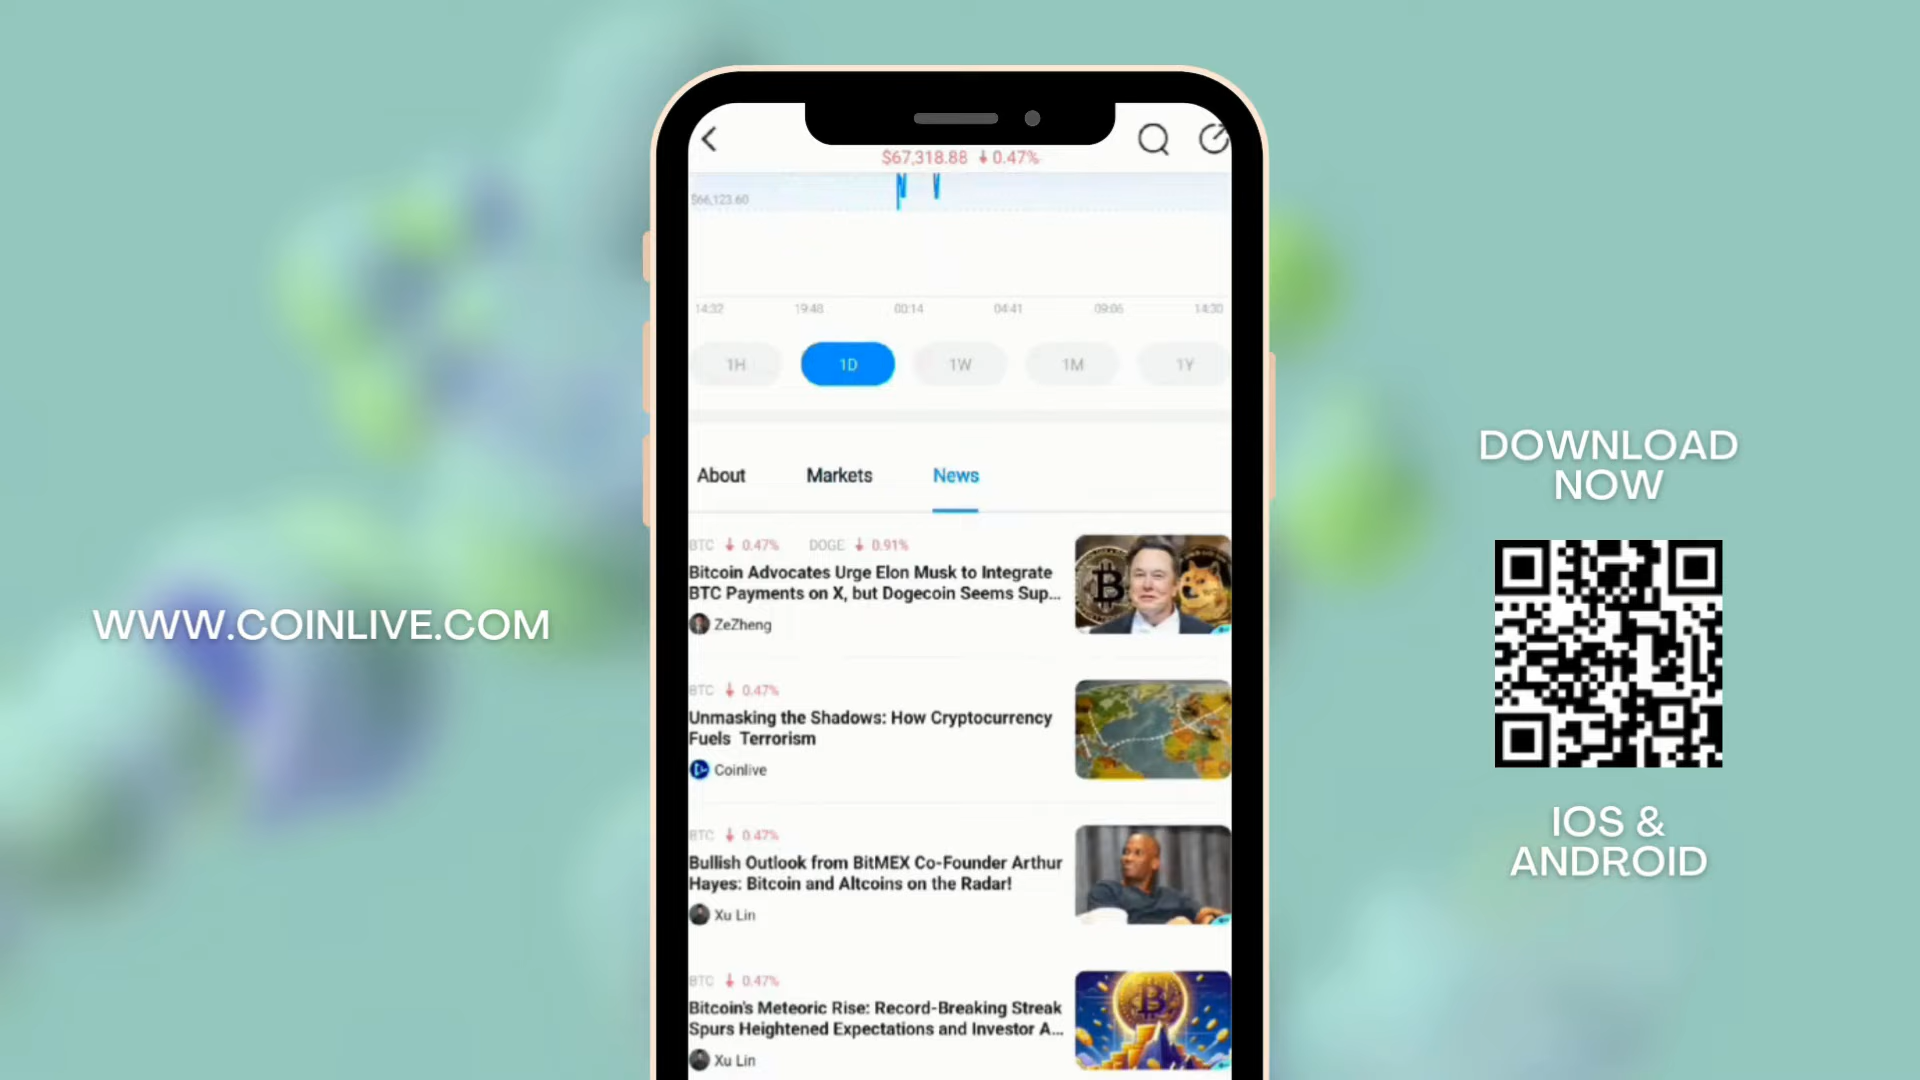 $67,318.88 ↓ 0.47%
$66,123.60
14:32 19:48 00:14 04:41 09:06 14:30
1H 1D 1W 1M 1Y
About Markets News
BTC ↓ 0.47% DOGE ↓ 0.91%
Bitcoin Advocates Urge Elon Musk to Integrate
BTC Payments on X, but Dogecoin Seems Sup...
ZeZheng
BTC ↓ 0.47%
Unmasking the Shadows: How Cryptocurrency
Fuels Terrorism
Coinlive
BTC ↓ 0.47%
Bullish Outlook from BitMEX Co-Founder Arthur
Hayes: Bitcoin and Altcoins on the Radar!
Xu Lin
BTC ↓ 0.47%
Bitcoin's Meteoric Rise: Record-Breaking Streak
Spurs Heightened Expectations and Investor A...
Xu Lin
WWW.COINLIVE.COM
DOWNLOAD
NOW
IOS &
ANDROID